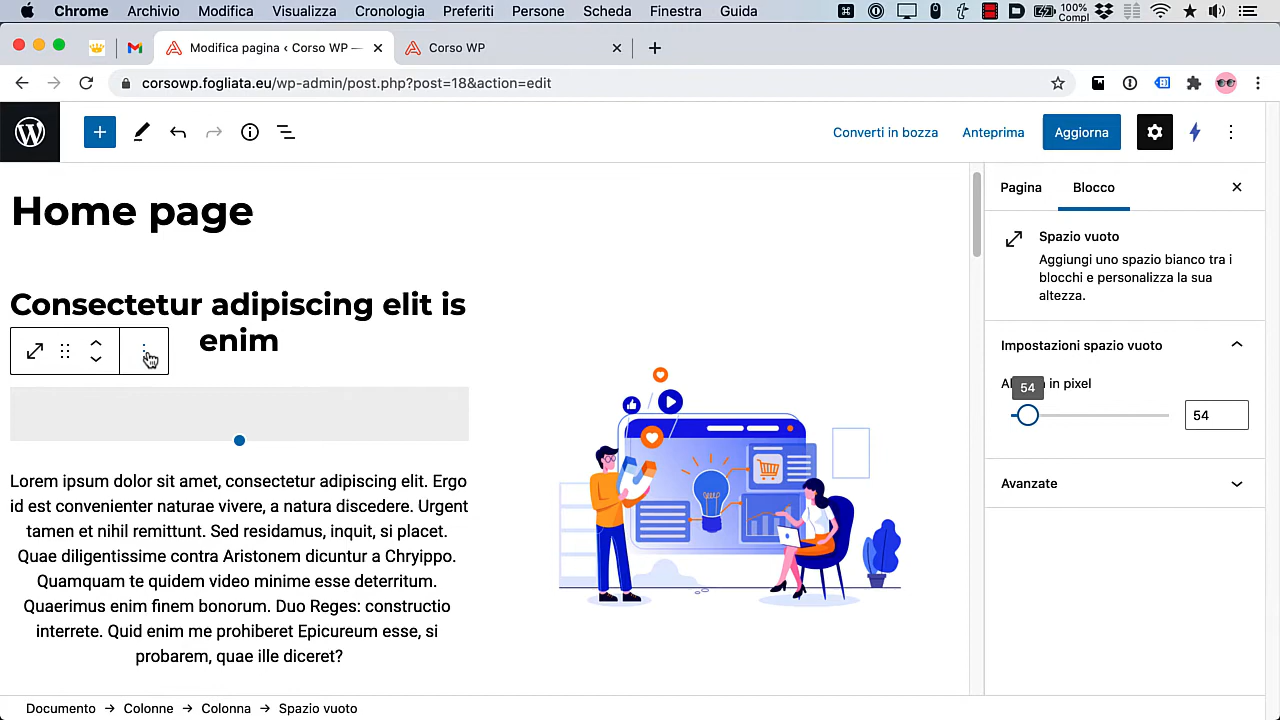 Chrome Archivio Modifica Visualizza Cronologia Preferiti Persone Scheda Finestra Guida 100% Compl
Modifica pagina ‹ Corso WP —
Corso WP
corsowp.fogliata.eu/wp-admin/post.php?post=18&action=edit
Converti in bozza
Anteprima
Aggiorna
Home page
Consectetur adipiscing elit is
enim
Lorem ipsum dolor sit amet, consectetur adipiscing elit. Ergo
id est convenienter naturae vivere, a natura discedere. Urgent
tamen et nihil remittunt. Sed residamus, inquit, si placet.
Quae diligentissime contra Aristonem dicuntur a Chryippo.
Quamquam te quidem video minime esse deterritum.
Quaerimus enim finem bonorum. Duo Reges: constructio
interrete. Quid enim me prohiberet Epicureum esse, si
probarem, quae ille diceret?
Pagina
Blocco
Spazio vuoto
Aggiungi uno spazio bianco tra i
blocchi e personalizza la sua
altezza.
Impostazioni spazio vuoto
in pixel
54
54
Avanzate
Documento → Colonne → Colonna → Spazio vuoto